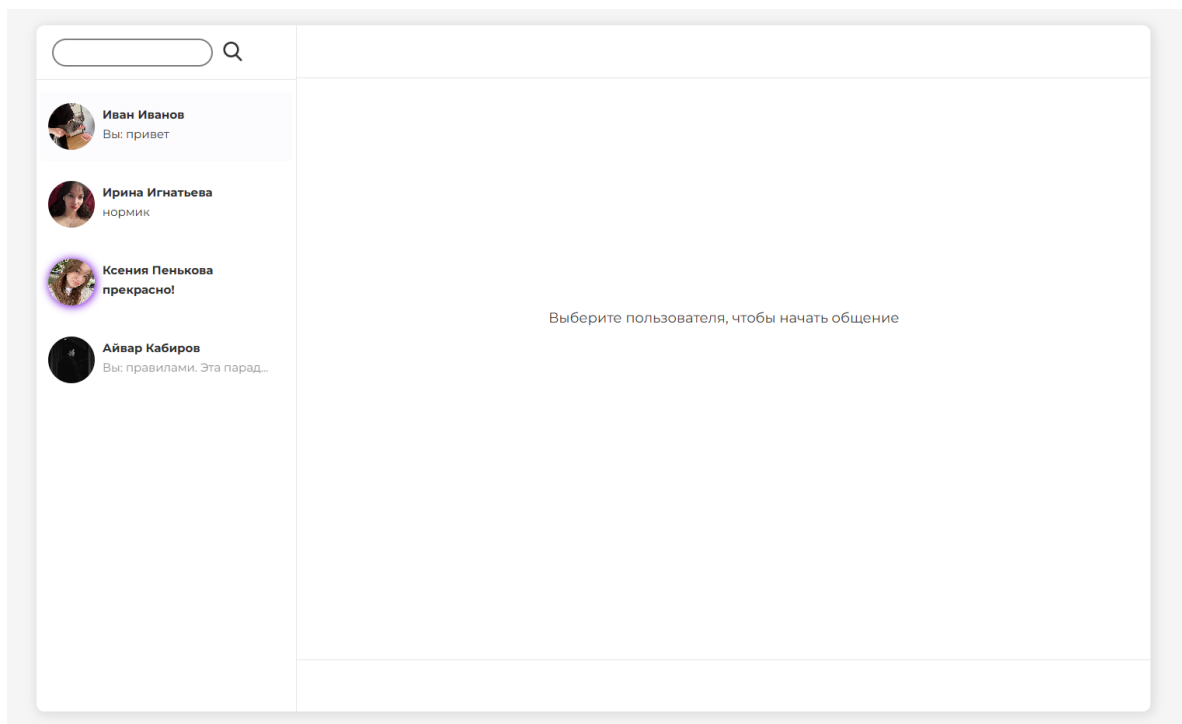 Иван Иванов
Вы: привет
Ирина Игнатьева
нормик
Ксения Пенькова
прекрасно!
Айвар Кабиров
Вы: правилами. Эта парад...
Выберите пользователя, чтобы начать общение